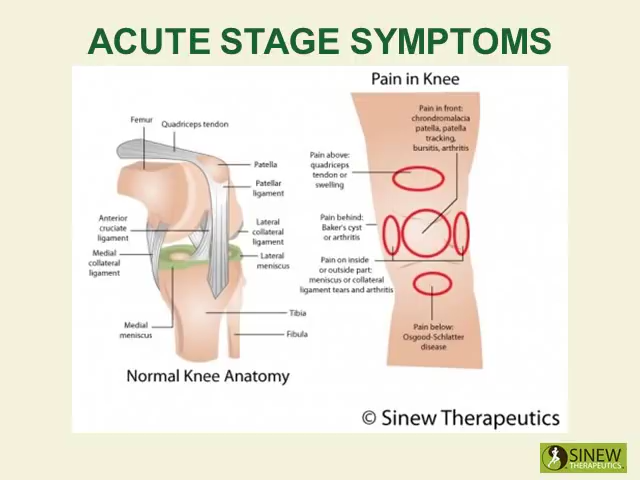 ACUTE STAGE SYMPTOMS
Femur
Quadriceps tendon
Patella
Patellar
ligament
Anterior
cruciate
ligament
Lateral
collateral
ligament
Medial
collateral
ligament
Lateral
meniscus
Tibia
Medial
meniscus
Fibula
Normal Knee Anatomy
Pain in Knee
Pain in front:
chrondromalacia
patella, patella
tracking,
bursitis, arthritis
Pain above:
quadriceps
tendon or
swelling
Pain behind:
Baker's cyst
or arthritis
Pain on inside
or outside part:
meniscus or collateral
ligament tears and arthritis
Pain below:
Osgood-Schlatter
disease
© Sinew Therapeutics
SINEW
THERAPEUTICS